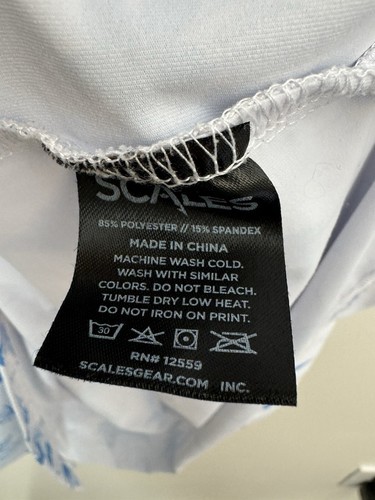 SCALES
85% POLYESTER // 15% SPANDEX
MADE IN CHINA
MACHINE WASH COLD.
WASH WITH SIMILAR
COLORS. DO NOT BLEACH.
TUMBLE DRY LOW HEAT.
DO NOT IRON ON PRINT.
30
RN# 12559
SCALESGEAR.COM INC.